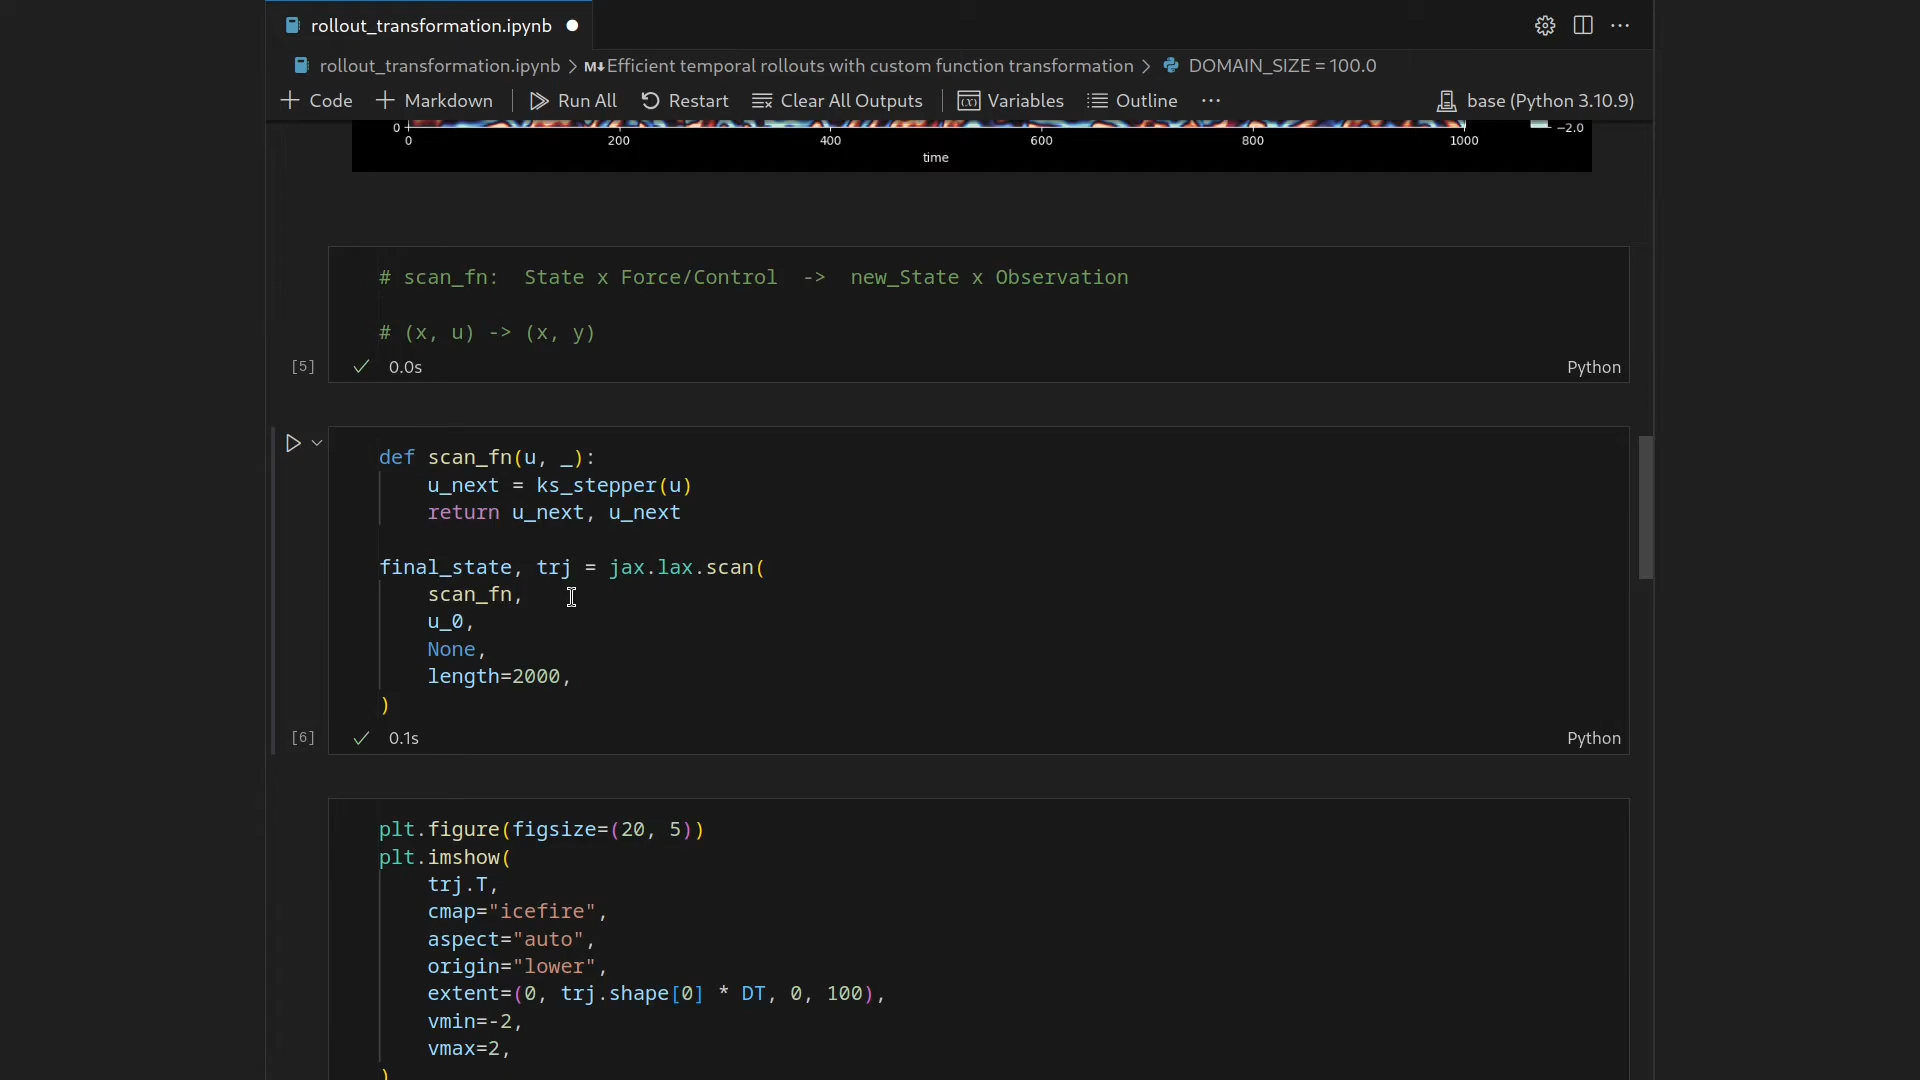 rollout_transformation.ipynb
rollout_transformation.ipynb > M↓Efficient temporal rollouts with custom function transformation > DOMAIN_SIZE = 100.0
+ Code + Markdown | Run All Restart Clear All Outputs | (x) Variables Outline ··· base (Python 3.10.9)
0 −2.0
0 200 400 600 800 1000
time
# scan_fn:  State x Force/Control  ->  new_State x Observation
# (x, u) -> (x, y)
[5] ✓ 0.0s Python
def scan_fn(u, _):
    u_next = ks_stepper(u)
    return u_next, u_next
final_state, trj = jax.lax.scan(
    scan_fn,
    u_0,
    None,
    length=2000,
)
[6] ✓ 0.1s Python
plt.figure(figsize=(20, 5))
plt.imshow(
    trj.T,
    cmap="icefire",
    aspect="auto",
    origin="lower",
    extent=(0, trj.shape[0] * DT, 0, 100),
    vmin=-2,
    vmax=2,
)